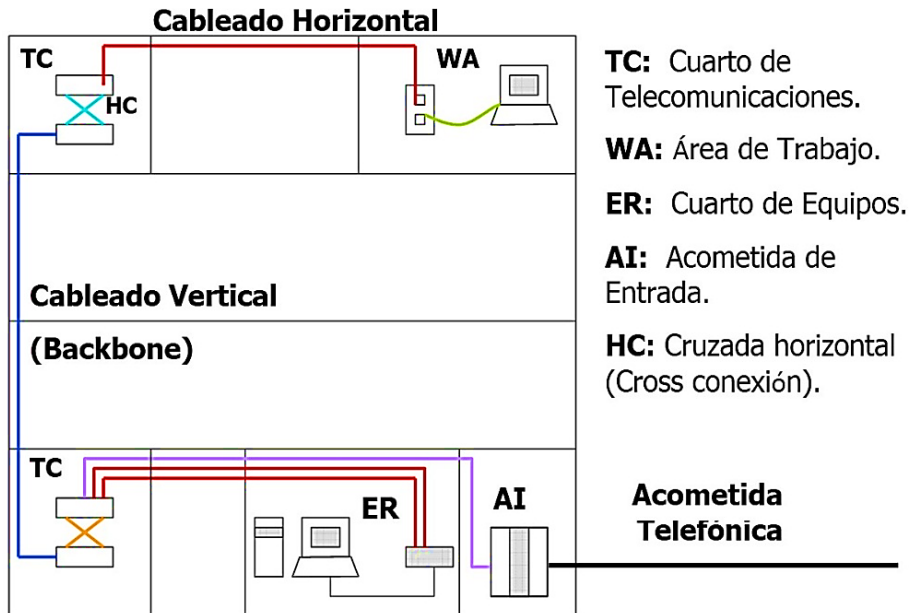 Cableado Horizontal
TC
HC
WA
Cableado Vertical
(Backbone)
TC
ER
AI
TC: Cuarto de
Telecomunicaciones.
WA: Área de Trabajo.
ER: Cuarto de Equipos.
AI: Acometida de
Entrada.
HC: Cruzada horizontal
(Cross conexión).
Acometida
Telefónica